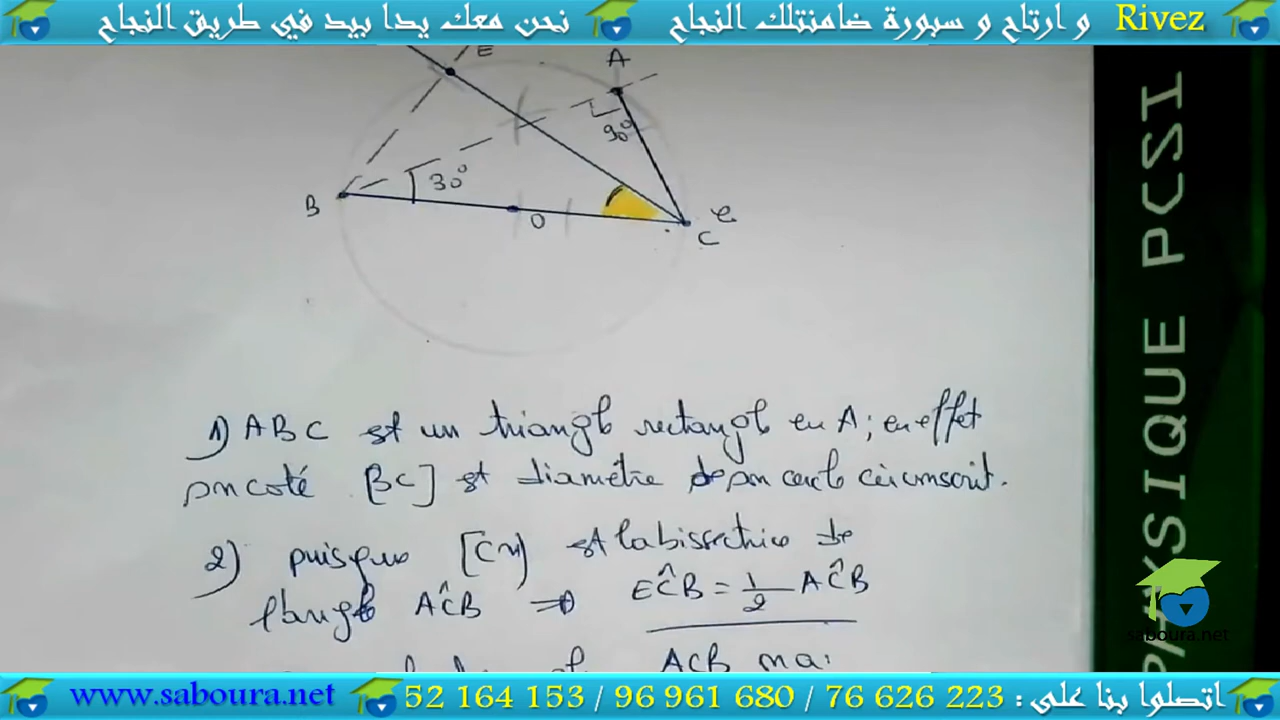 نحن معك يدا بيد في طريق النجاح و ارتاح و سبورة ضامنتلك النجاح Rivez
E
A
90°
30°
B
O
C
PHYSIQUE PCSI
1) ABC est un triangle rectangle en A ; en effet
son coté [BC] est diamètre de son cercle circonscrit.
2) puisque [Cx) est la bissectrice de
l'angle AĈB => EĈB = 1/2 AĈB
ACB
saboura.net
www.saboura.net 52 164 153 / 96 961 680 / 76 626 223 : اتصلوا بنا على